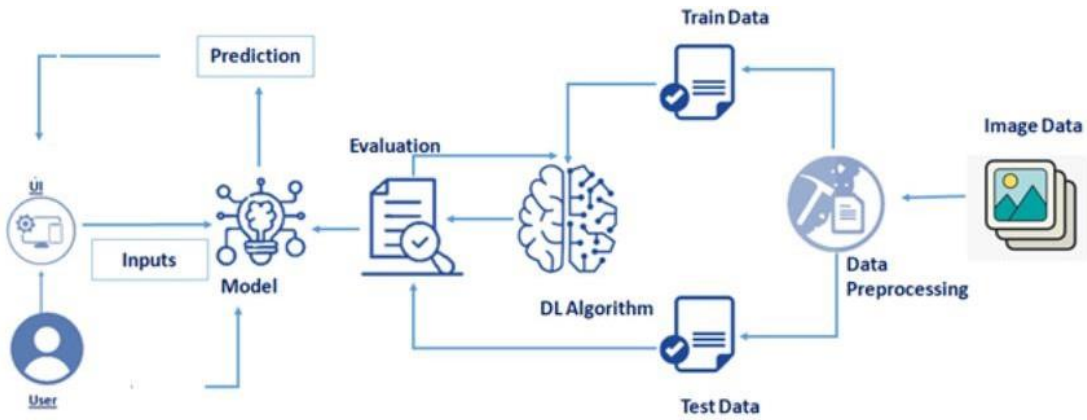 Train Data
Prediction
Image Data
Evaluation
UI
Inputs
Model
Data
Preprocessing
DL Algorithm
User
Test Data